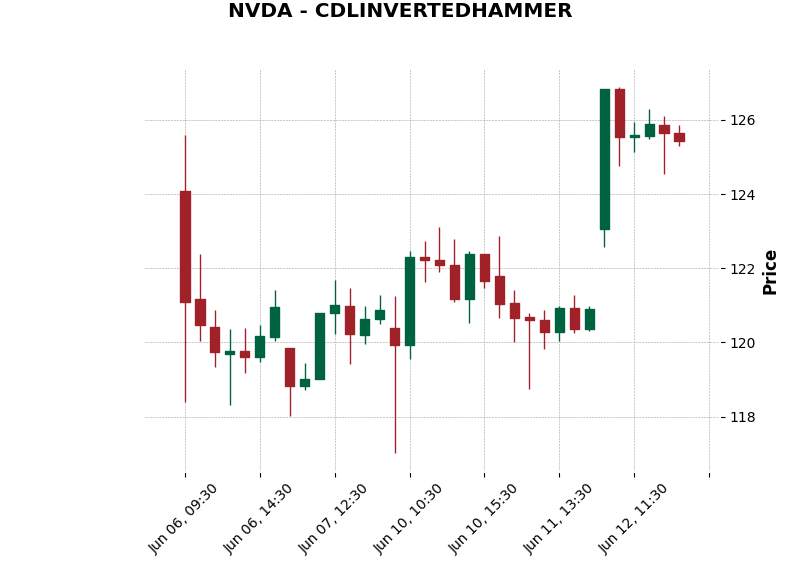 NVDA - CDLINVERTEDHAMMER
126
124
122
120
118
Price
Jun 06, 09:30
Jun 06, 14:30
Jun 07, 12:30
Jun 10, 10:30
Jun 10, 15:30
Jun 11, 13:30
Jun 12, 11:30